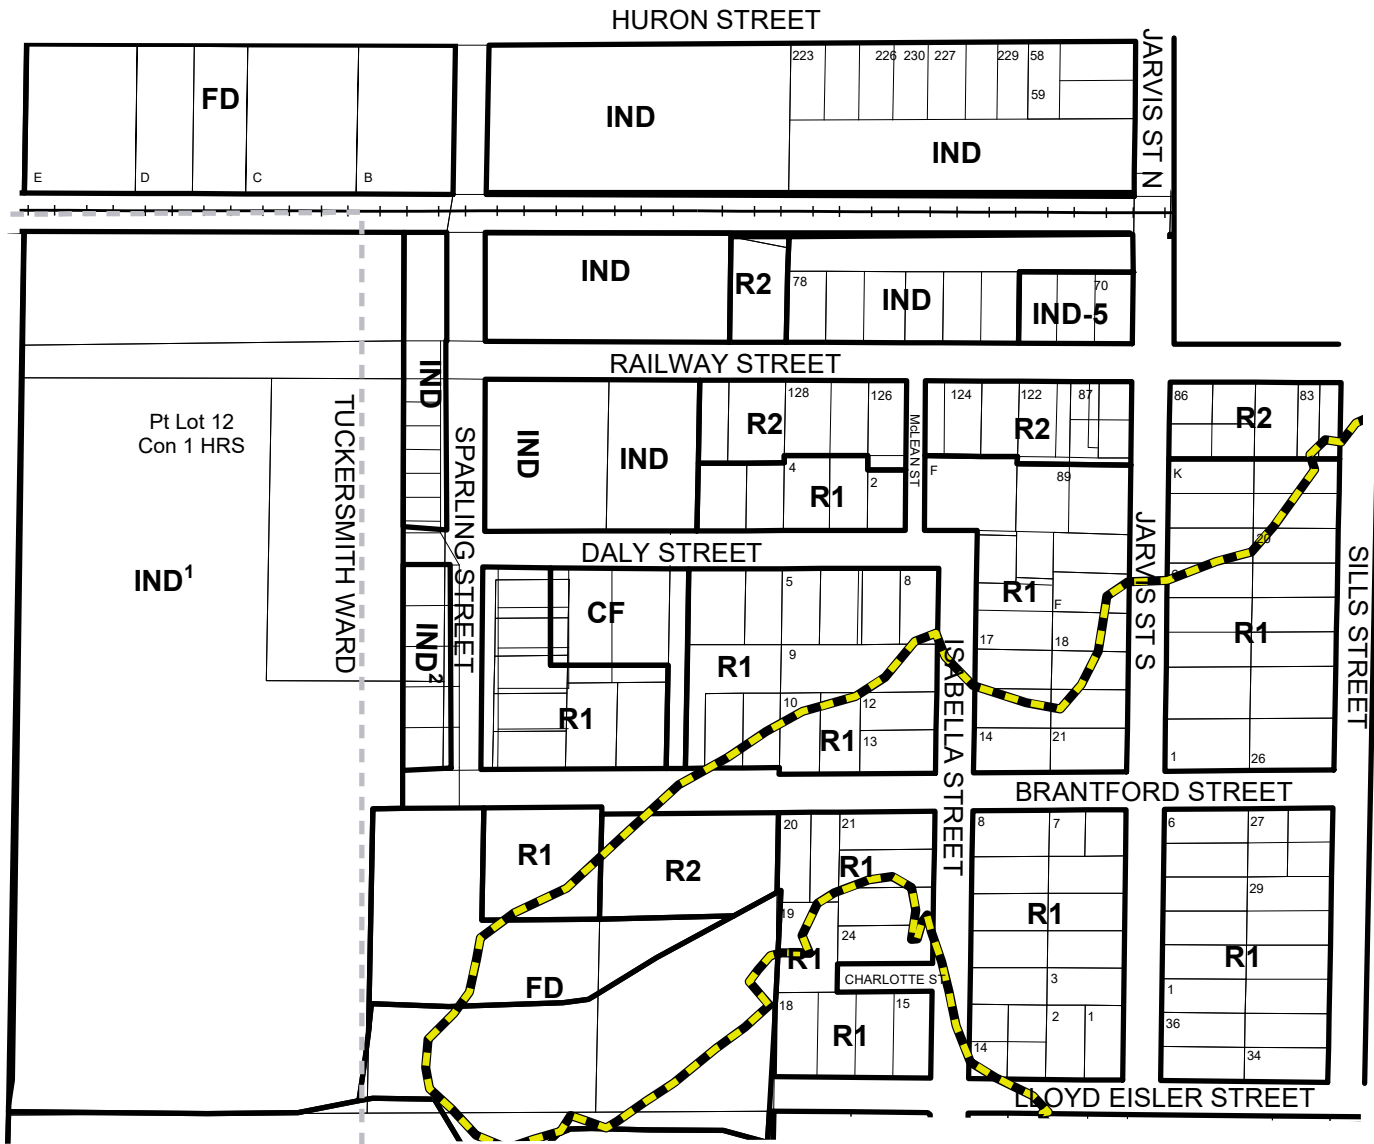 HURON STREET
JARVIS ST N
223
226
230
227
229
58
59
FD
IND
IND
E
D
C
B
IND
R2
78
IND
70
IND-5
RAILWAY STREET
IND
Pt Lot 12
Con 1 HRS
TUCKERSMITH WARD
SPARLING STREET
IND
IND
R2
128
126
McLEAN ST
124
122
87
R2
86
R2
83
4
R1
2
F
89
K
JARVIS ST S
SILLS STREET
DALY STREET
20
IND¹
IND²
CF
5
8
R1
F
R1
17
18
R1
9
ISABELLA STREET
R1
10
12
R1
13
14
21
1
26
BRANTFORD STREET
R1
R2
20
21
R1
8
7
6
27
29
19
24
R1
R1
R1
CHARLOTTE ST
FD
3
1
18
15
R1
2
1
36
14
34
LLOYD EISLER STREET